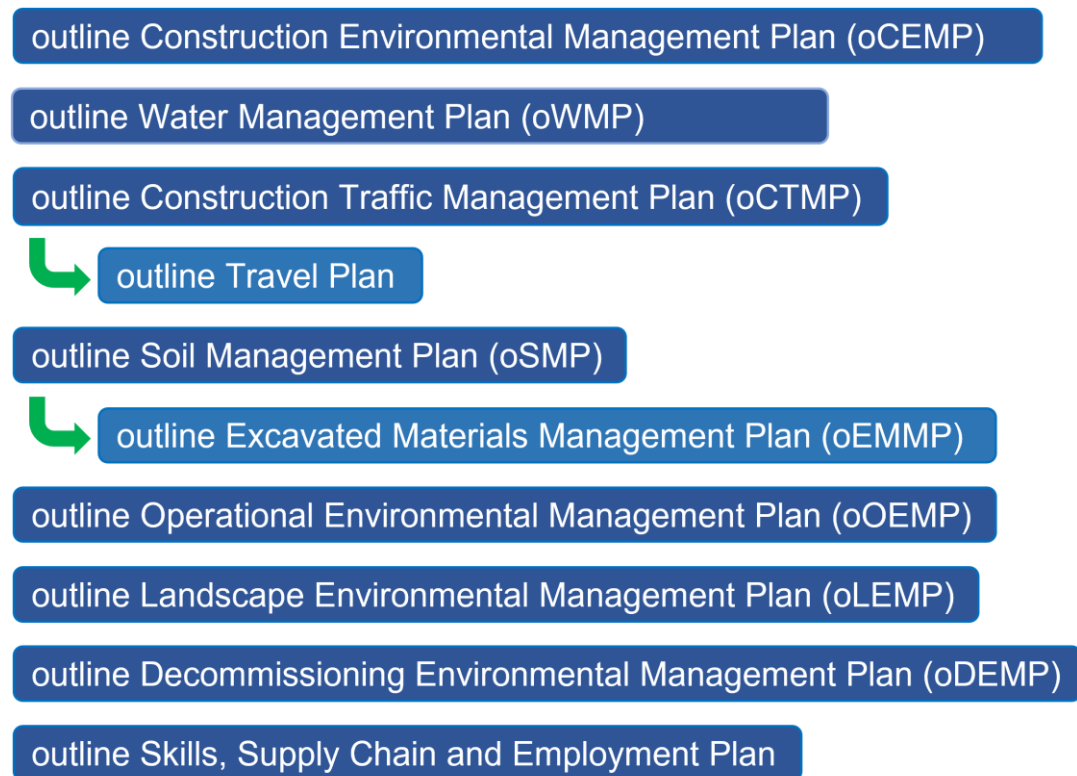 outline Construction Environmental Management Plan (oCEMP)
outline Water Management Plan (oWMP)
outline Construction Traffic Management Plan (oCTMP)
outline Travel Plan
outline Soil Management Plan (oSMP)
outline Excavated Materials Management Plan (oEMMP)
outline Operational Environmental Management Plan (oOEMP)
outline Landscape Environmental Management Plan (oLEMP)
outline Decommissioning Environmental Management Plan (oDEMP)
outline Skills, Supply Chain and Employment Plan